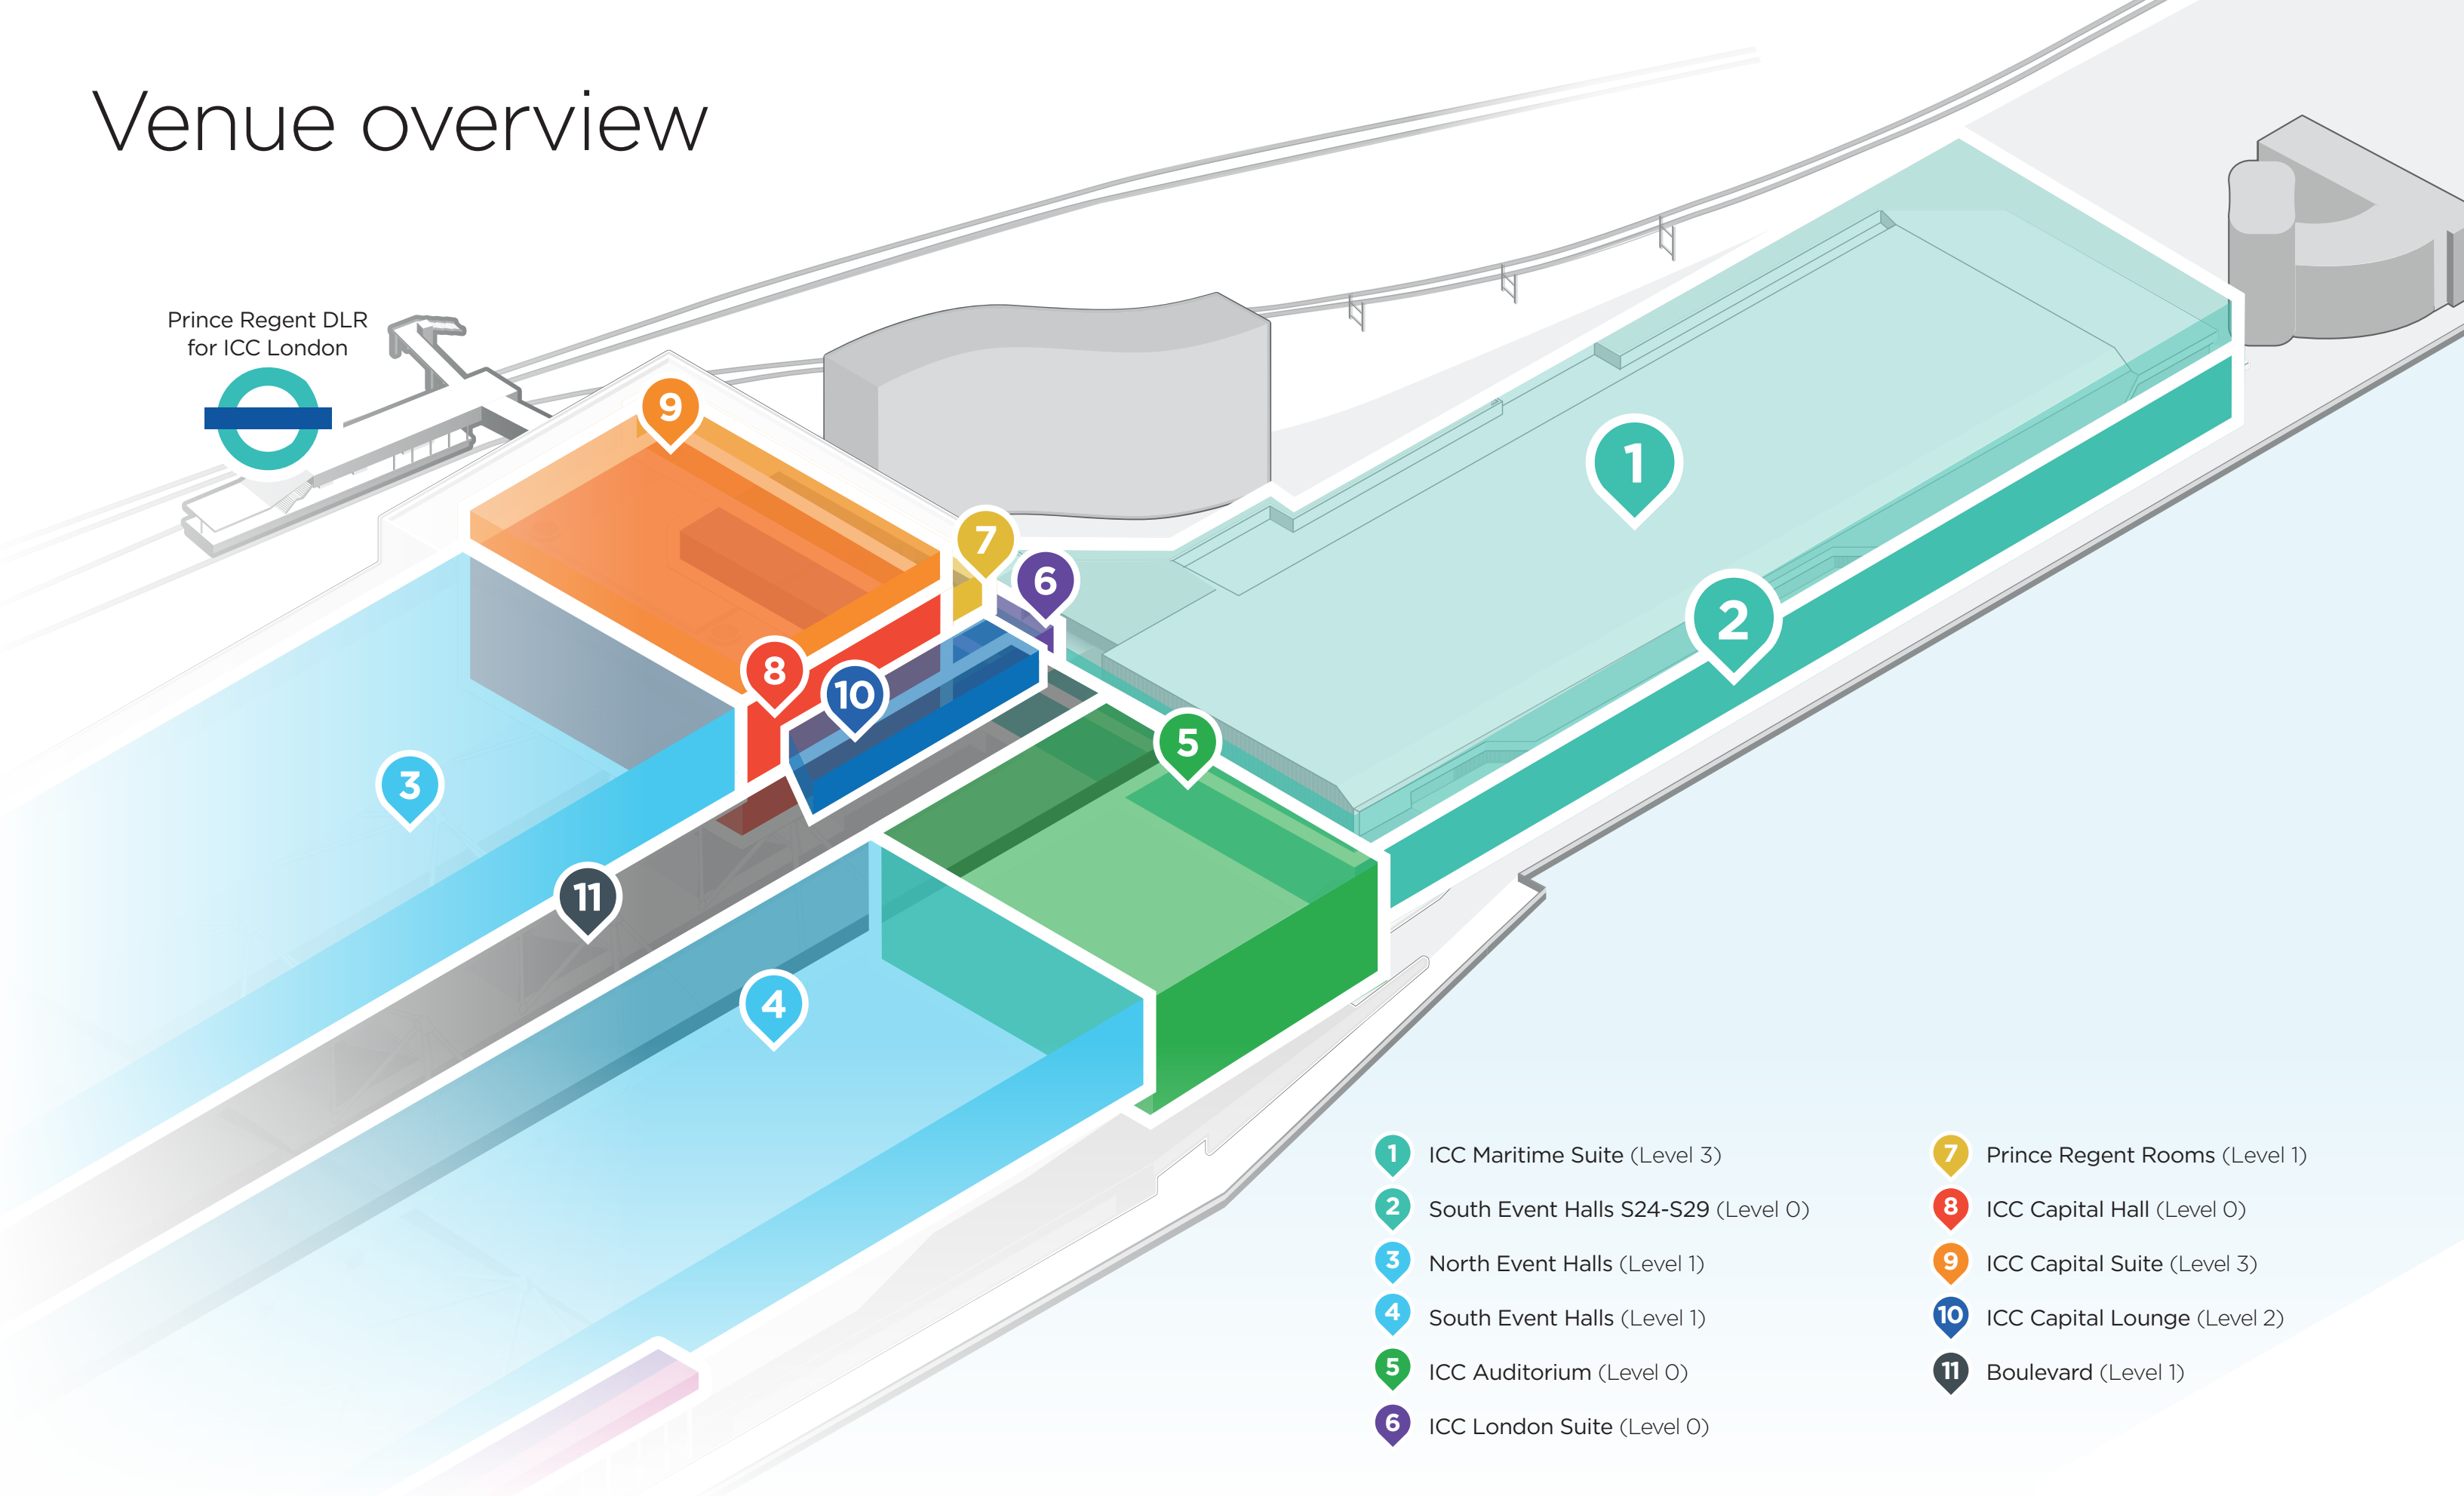 Venue overview
Prince Regent DLR
for ICC London
9
7
6
1
2
8
10
5
3
11
4
1 ICC Maritime Suite (Level 3)
2 South Event Halls S24-S29 (Level 0)
3 North Event Halls (Level 1)
4 South Event Halls (Level 1)
5 ICC Auditorium (Level 0)
6 ICC London Suite (Level 0)
7 Prince Regent Rooms (Level 1)
8 ICC Capital Hall (Level 0)
9 ICC Capital Suite (Level 3)
10 ICC Capital Lounge (Level 2)
11 Boulevard (Level 1)